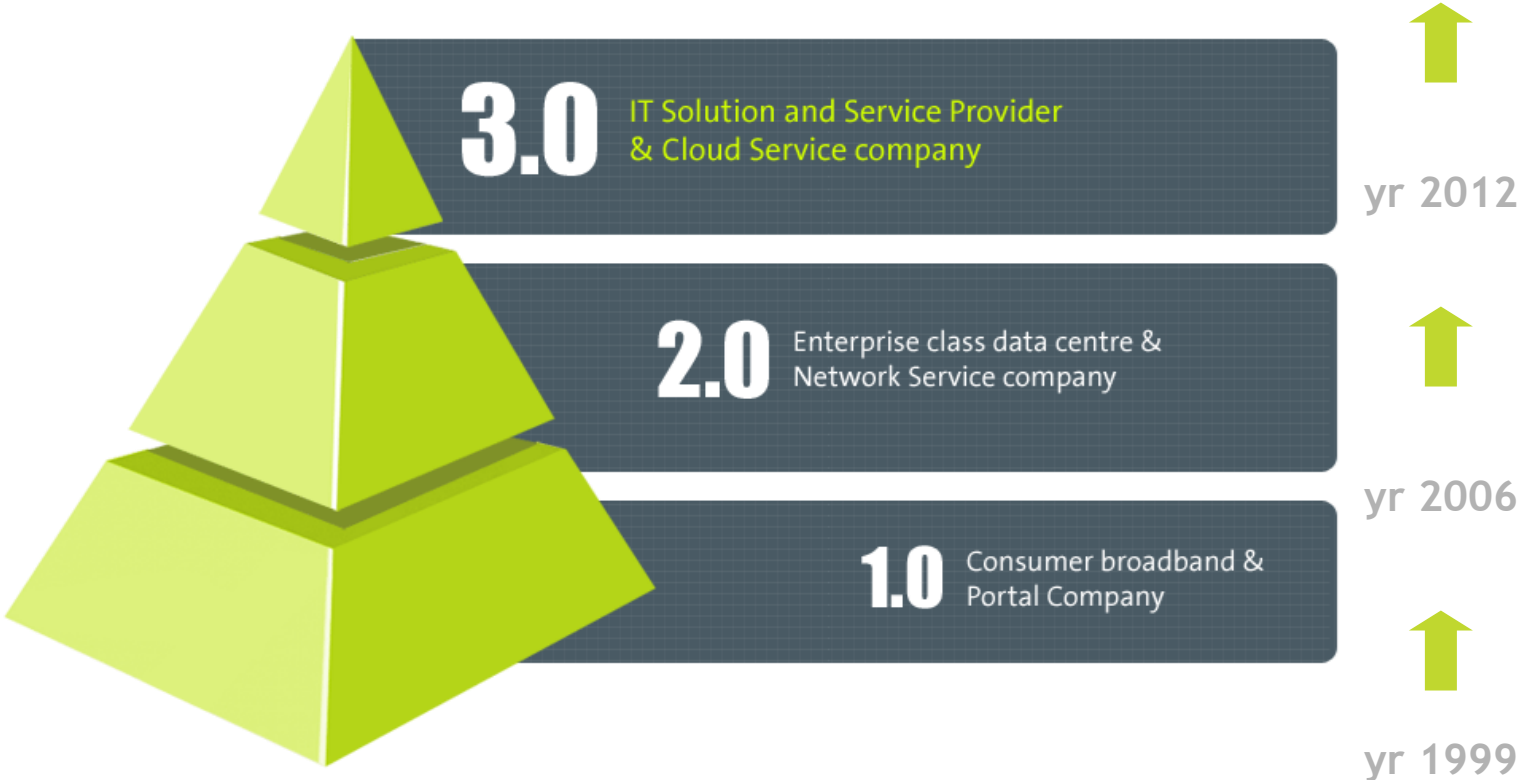 3.0
IT Solution and Service Provider
& Cloud Service company
yr 2012
2.0
Enterprise class data centre &
Network Service company
yr 2006
1.0
Consumer broadband &
Portal Company
yr 1999